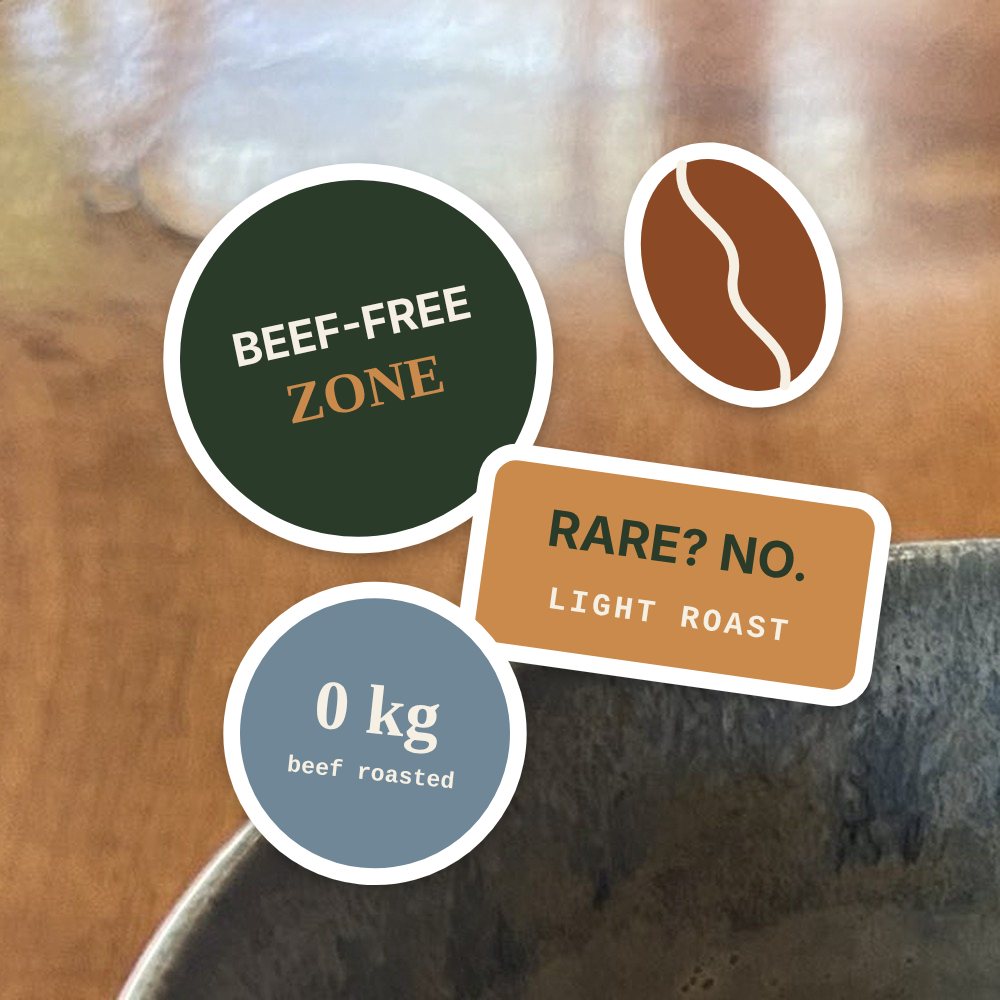 BEEF-FREE
ZONE
RARE? NO.
LIGHT ROAST
0 kg
beef roasted